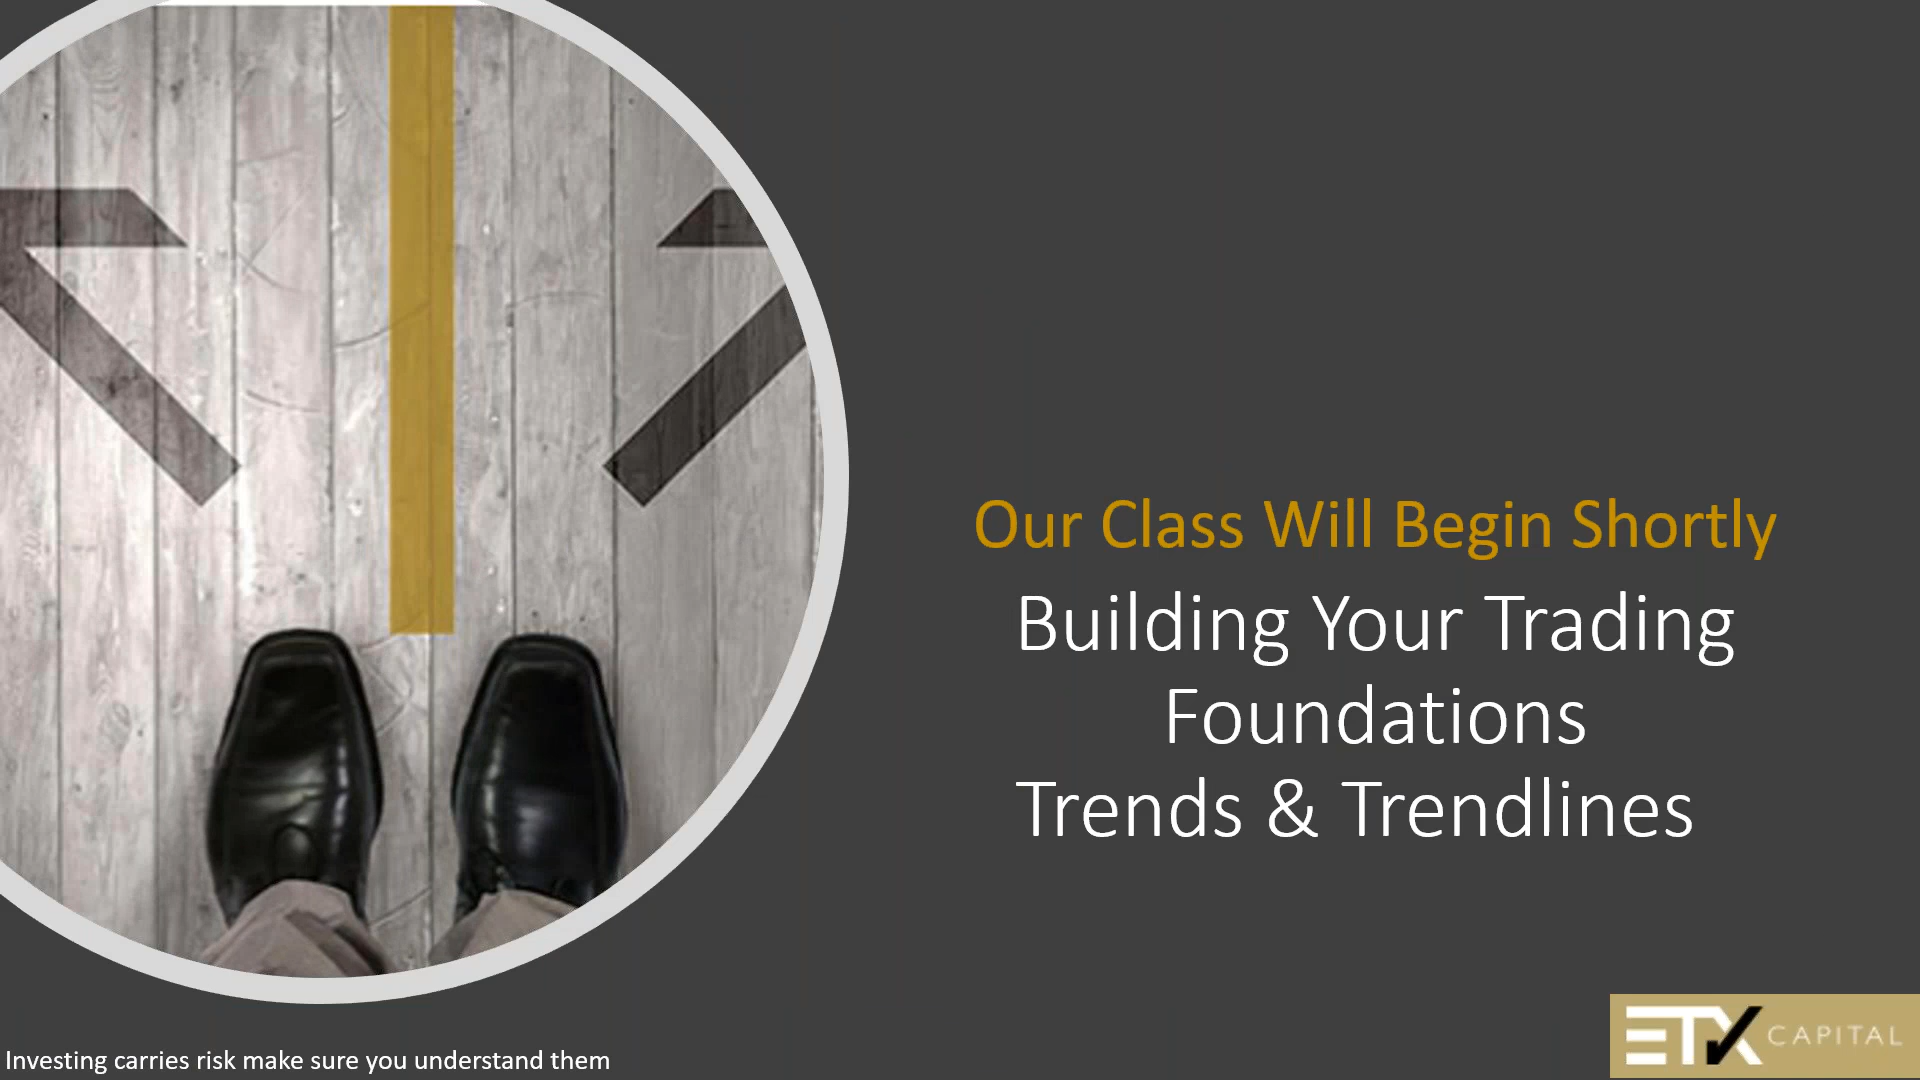 Our Class Will Begin Shortly
Building Your Trading
Foundations
Trends & Trendlines
Investing carries risk make sure you understand them
ETX CAPITAL